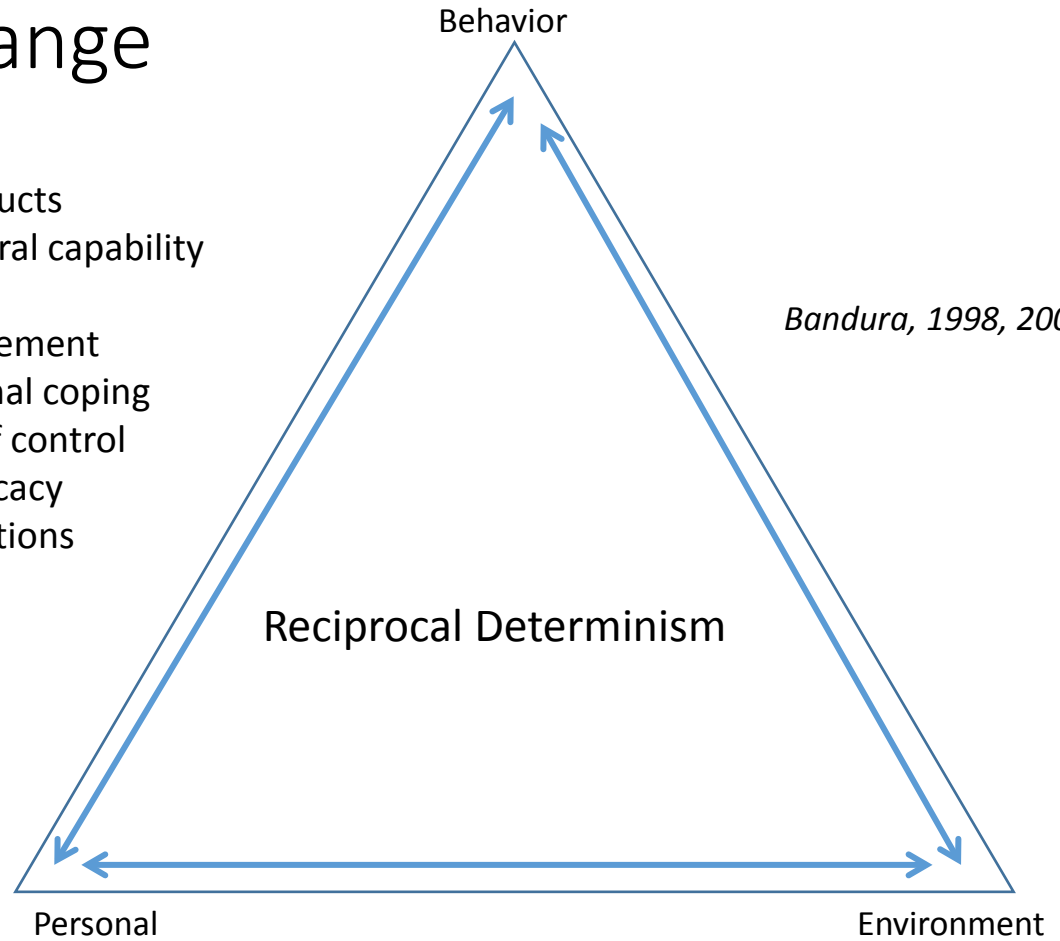 ange
Behavior
ucts
ral capability
ement
nal coping
f control
cacy
tions
Bandura, 1998, 200
Reciprocal Determinism
Personal
Environment